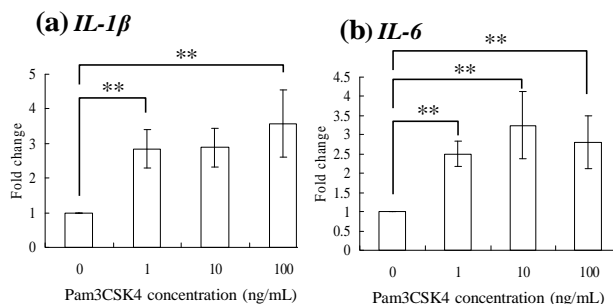 (a) IL-1β
**
**
Fold change
5
4
3
2
1
0
0 1 10 100
Pam3CSK4 concentration (ng/mL)
(b) IL-6
**
**
**
Fold change
4.5
4
3.5
3
2.5
2
1.5
1
0.5
0
0 1 10 100
Pam3CSK4 concentration (ng/mL)